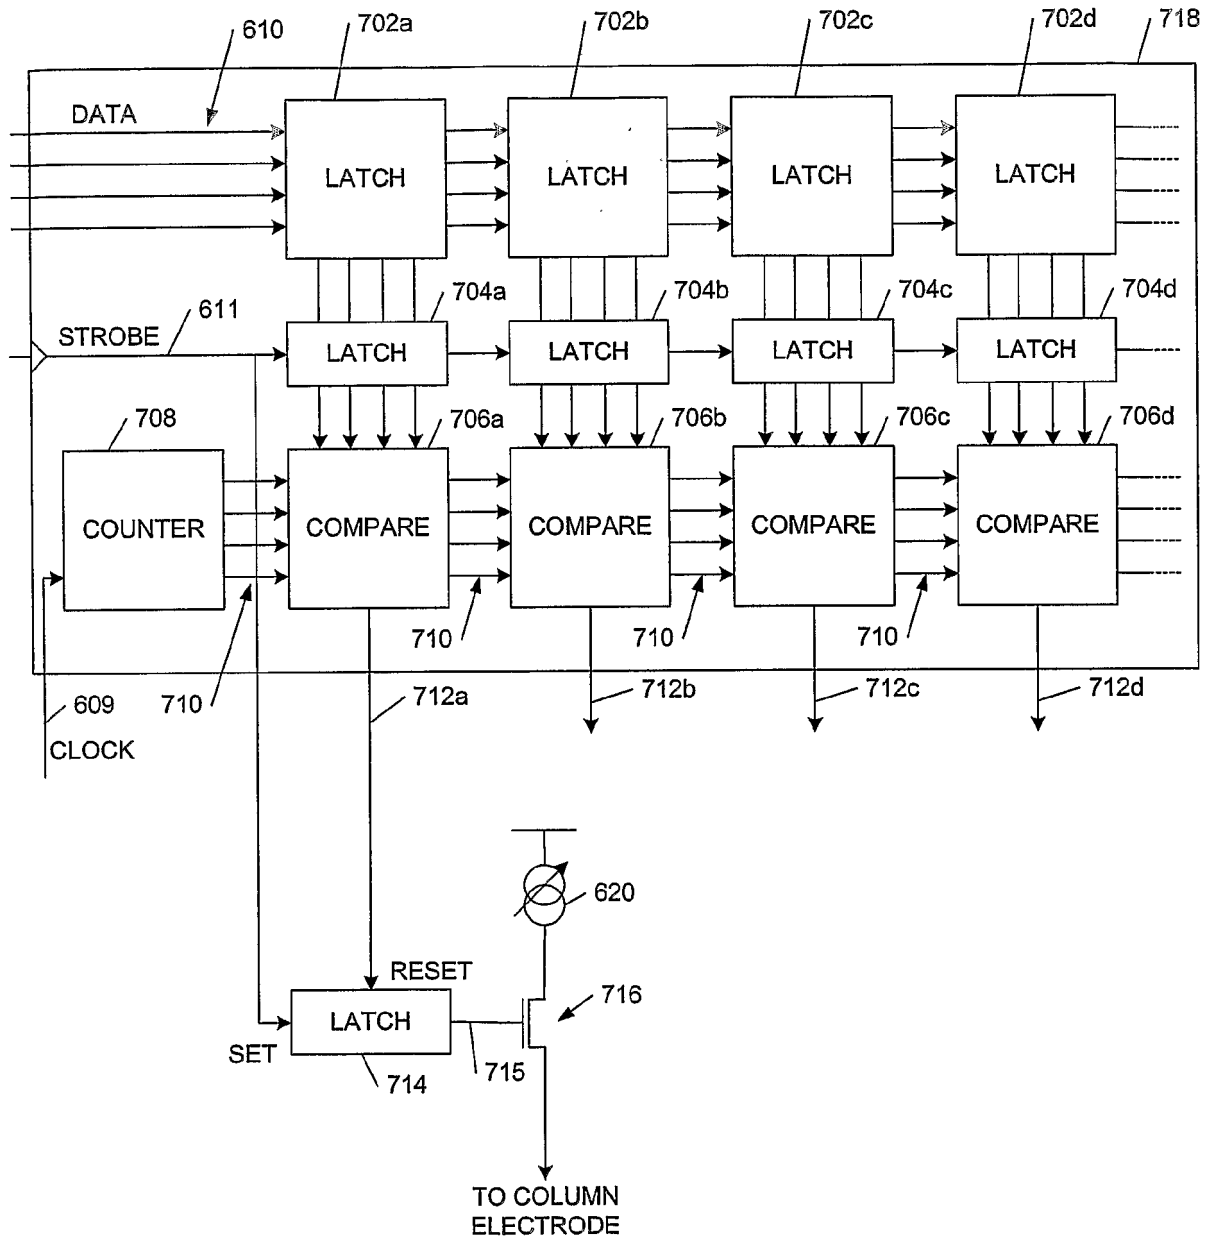 610
702a
702b
702c
702d
718
DATA
LATCH
LATCH
LATCH
LATCH
STROBE
611
704a
704b
704c
704d
LATCH
LATCH
LATCH
LATCH
708
706a
706b
706c
706d
COUNTER
COMPARE
COMPARE
COMPARE
COMPARE
710
710
710
710
609
712a
712b
712c
712d
CLOCK
620
RESET
716
LATCH
SET
714
715
TO COLUMN
ELECTRODE